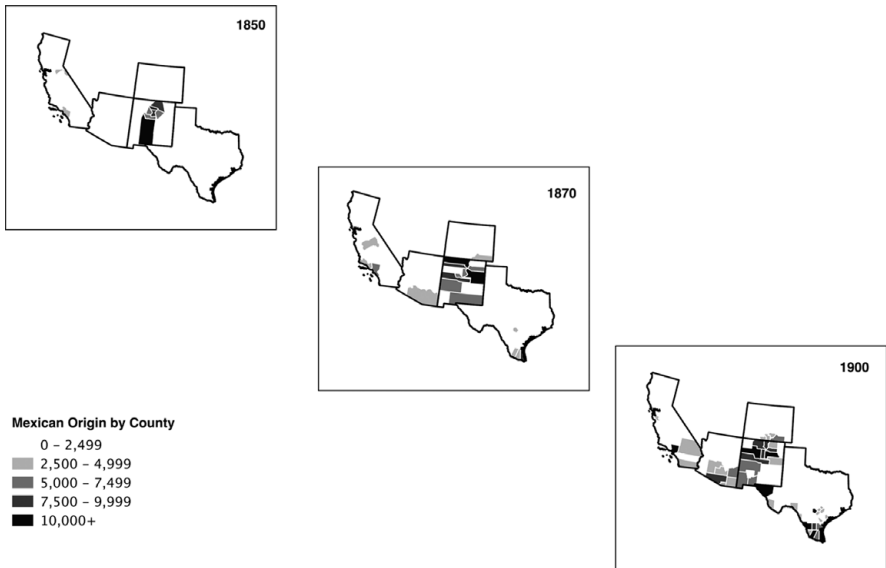 1850
1870
1900
Mexican Origin by County
0 – 2,499
2,500 – 4,999
5,000 – 7,499
7,500 – 9,999
10,000+